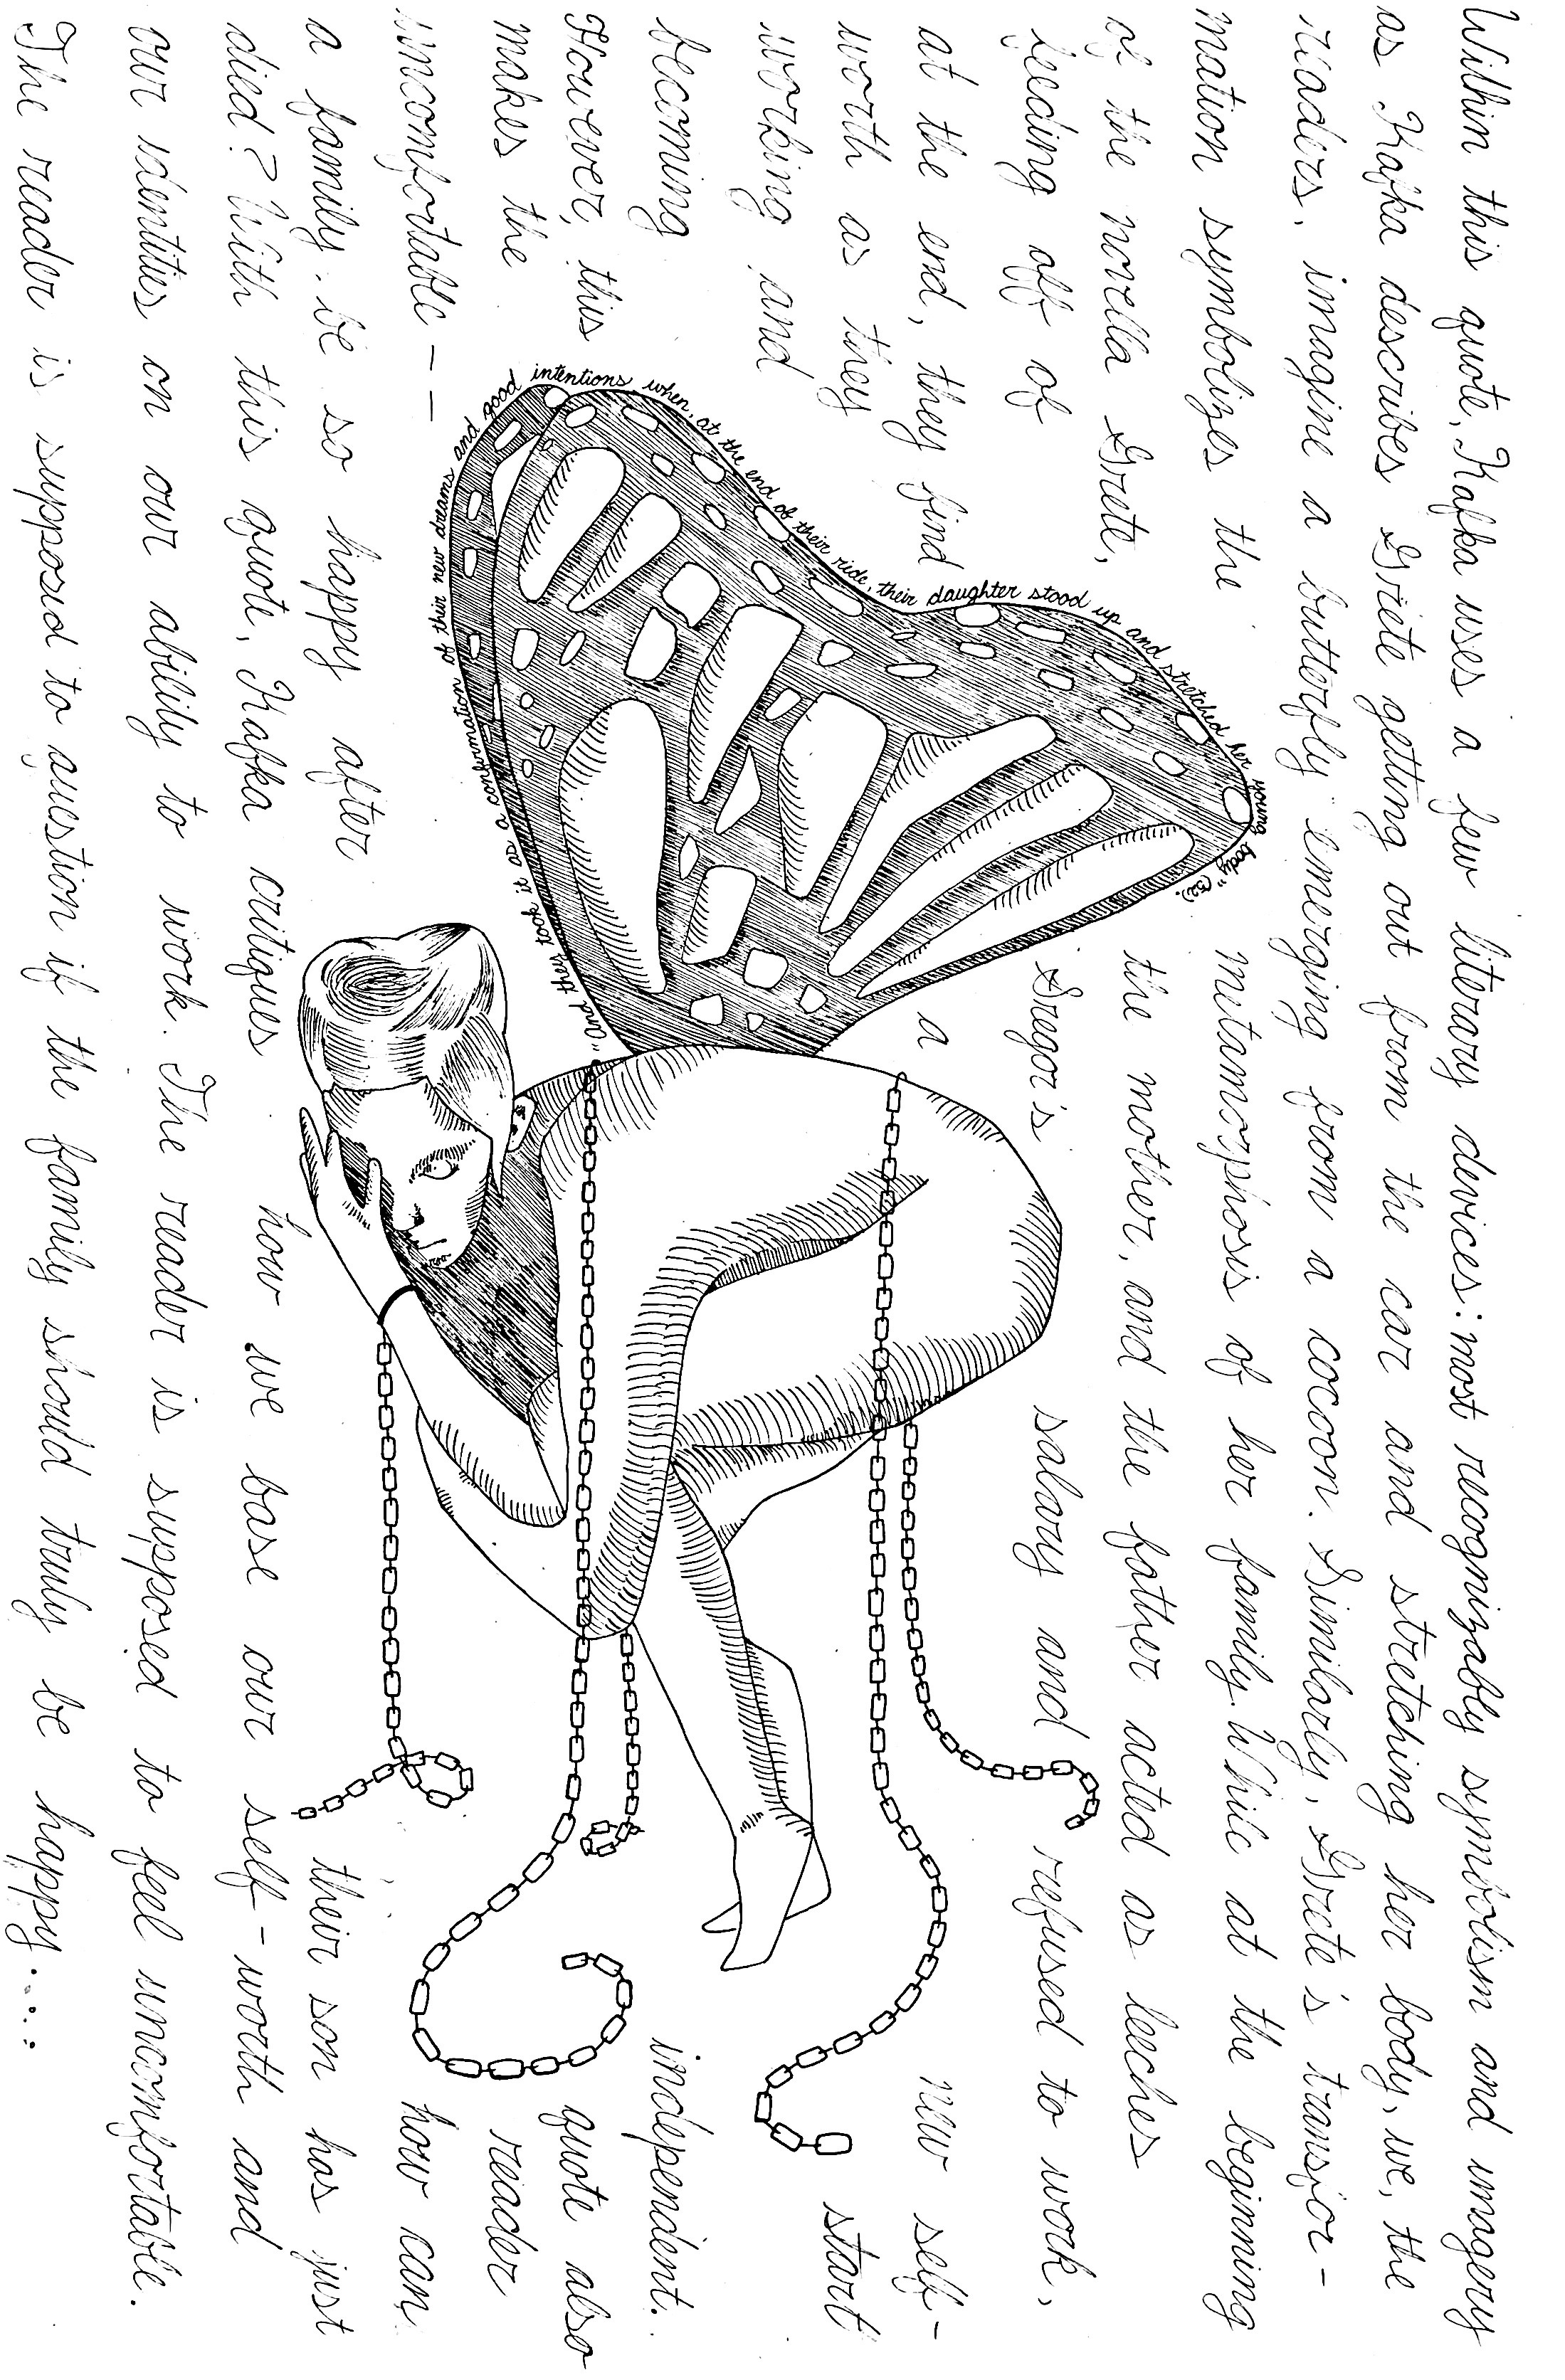 Within this quote, Kafka uses a few literary devices: most recognizably symbolism and imagery
as Kafka describes Grete getting out from the car and stretching her body, we, the
readers, imagine a butterfly emerging from a cocoon. Similarly, Grete's transfor-
mation symbolizes the metamorphosis of her family. While at the beginning
of the novella Grete, the mother, and the father acted as leeches
feeding off of Gregor's salary and refused to work,
at the end, they find a new self-
worth as they start
working and
becoming independent.
However, this quote also
makes the reader
uncomfortable -- how can
a family be so happy after their son has just
died? With this quote, Kafka critiques how we base our self-worth and
our identities on our ability to work. The reader is supposed to feel uncomfortable.
The reader is supposed to question if the family should truly be happy....
"and they took it as a confirmation of their new dreams and good intentions when, at the end of their ride, their daughter stood up and stretched her young body" (52).